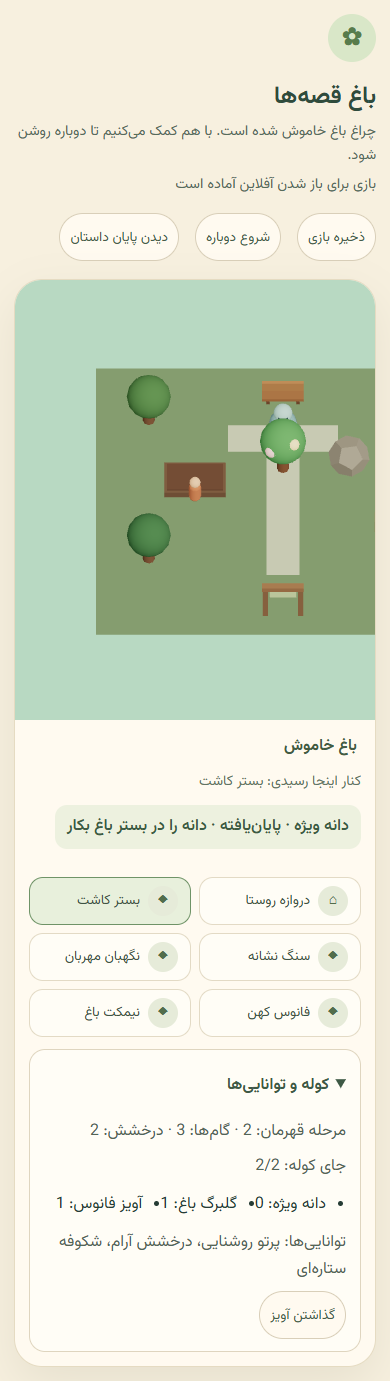 باغ قصه‌ها
چراغ باغ خاموش شده است. با هم کمک می‌کنیم تا دوباره روشن
شود.
بازی برای باز شدن آفلاین آماده است
ذخیره بازی
شروع دوباره
دیدن پایان داستان
باغ خاموش
کنار اینجا رسیدی: بستر کاشت
دانه ویژه · پایان‌یافته · دانه را در بستر باغ بکار
دروازه روستا
بستر کاشت
سنگ نشانه
نگهبان مهربان
فانوس کهن
نیمکت باغ
▼ کوله و توانایی‌ها
مرحله قهرمان: 2 · گام‌ها: 3 · درخشش: 2
جای کوله: 2/2
• دانه ویژه: 0 • گلبرگ باغ: 1 • آویز فانوس: 1
توانایی‌ها: پرتو روشنایی، درخشش آرام، شکوفه
ستاره‌ای
گذاشتن آویز